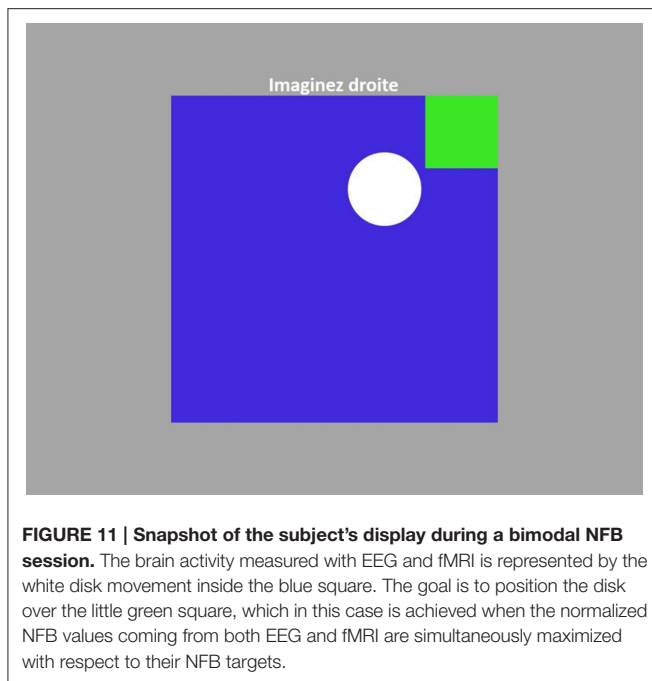 Imaginez droite
FIGURE 11 | Snapshot of the subject's display during a bimodal NFB
session. The brain activity measured with EEG and fMRI is represented by the
white disk movement inside the blue square. The goal is to position the disk
over the little green square, which in this case is achieved when the normalized
NFB values coming from both EEG and fMRI are simultaneously maximized
with respect to their NFB targets.